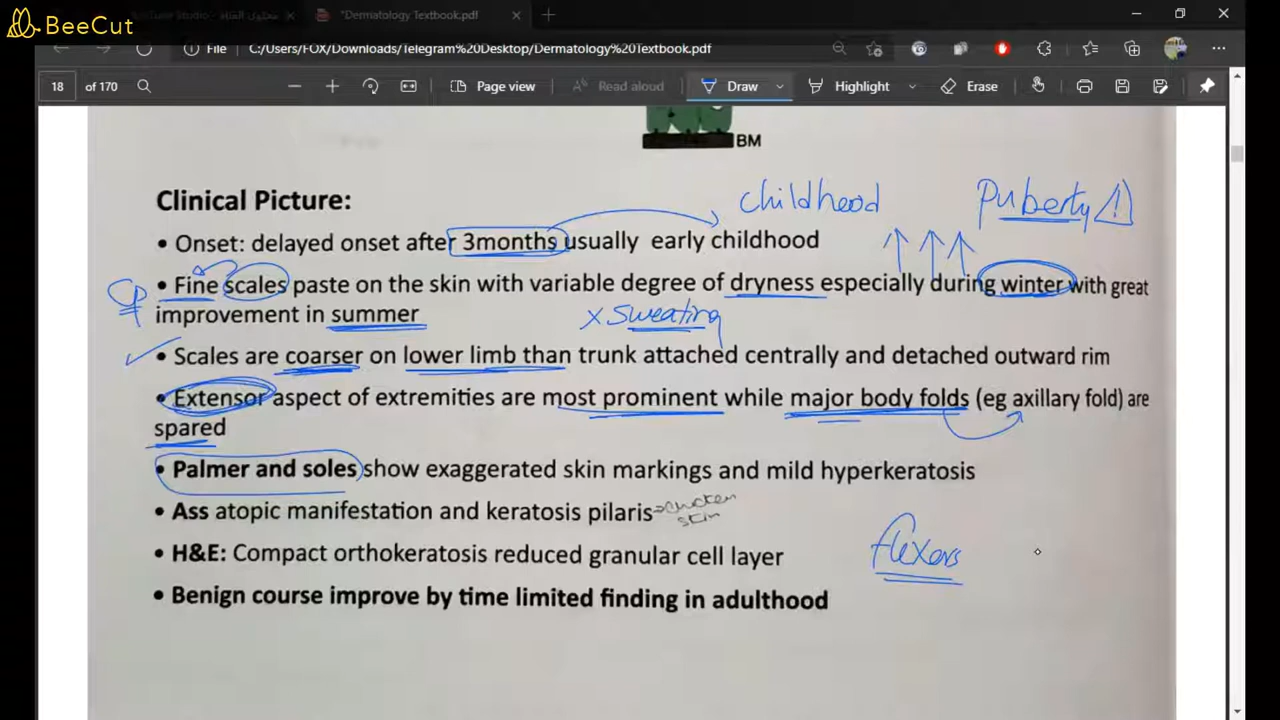 BeeCut
*Dermatology Textbook.pdf
File C:/Users/FOX/Downloads/Telegram%20Desktop/Dermatology%20Textbook.pdf
18 of 170 Page view Read aloud Draw Highlight Erase
BM
childhood puberty
Clinical Picture:
• Onset: delayed onset after 3months usually early childhood
• Fine scales paste on the skin with variable degree of dryness especially during winter with great
CP
improvement in summer
x sweating
• Scales are coarser on lower limb than trunk attached centrally and detached outward rim
• Extensor aspect of extremities are most prominent while major body folds (eg axillary fold) are
spared
• Palmer and soles show exaggerated skin markings and mild hyperkeratosis
• Ass atopic manifestation and keratosis pilaris chicken
skin
flexors
• H&E: Compact orthokeratosis reduced granular cell layer
• Benign course improve by time limited finding in adulthood